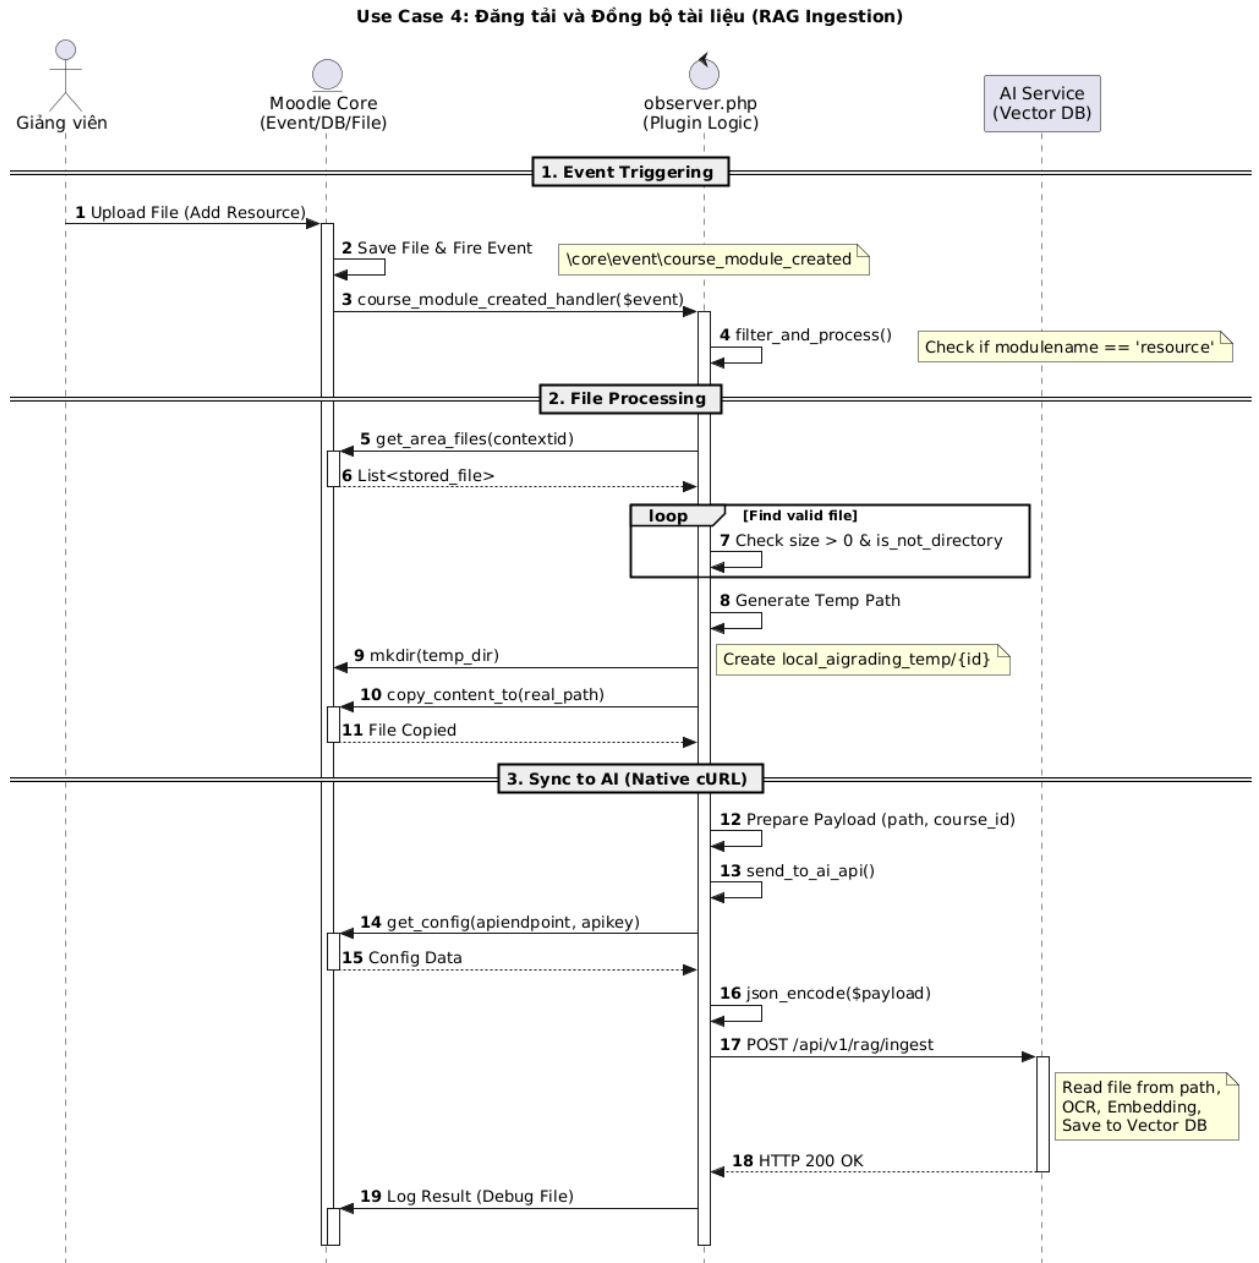 Use Case 4: Đăng tải và Đồng bộ tài liệu (RAG Ingestion)
Giảng viên
Moodle Core
(Event/DB/File)
observer.php
(Plugin Logic)
AI Service
(Vector DB)
1. Event Triggering
1 Upload File (Add Resource)
2 Save File & Fire Event
\core\event\course_module_created
3 course_module_created_handler($event)
4 filter_and_process()
Check if modulename == 'resource'
2. File Processing
5 get_area_files(contextid)
6 List<stored_file>
loop
[Find valid file]
7 Check size > 0 & is_not_directory
8 Generate Temp Path
9 mkdir(temp_dir)
Create local_aigrading_temp/{id}
10 copy_content_to(real_path)
11 File Copied
3. Sync to AI (Native cURL)
12 Prepare Payload (path, course_id)
13 send_to_ai_api()
14 get_config(apiendpoint, apikey)
15 Config Data
16 json_encode($payload)
17 POST /api/v1/rag/ingest
Read file from path,
OCR, Embedding,
Save to Vector DB
18 HTTP 200 OK
19 Log Result (Debug File)